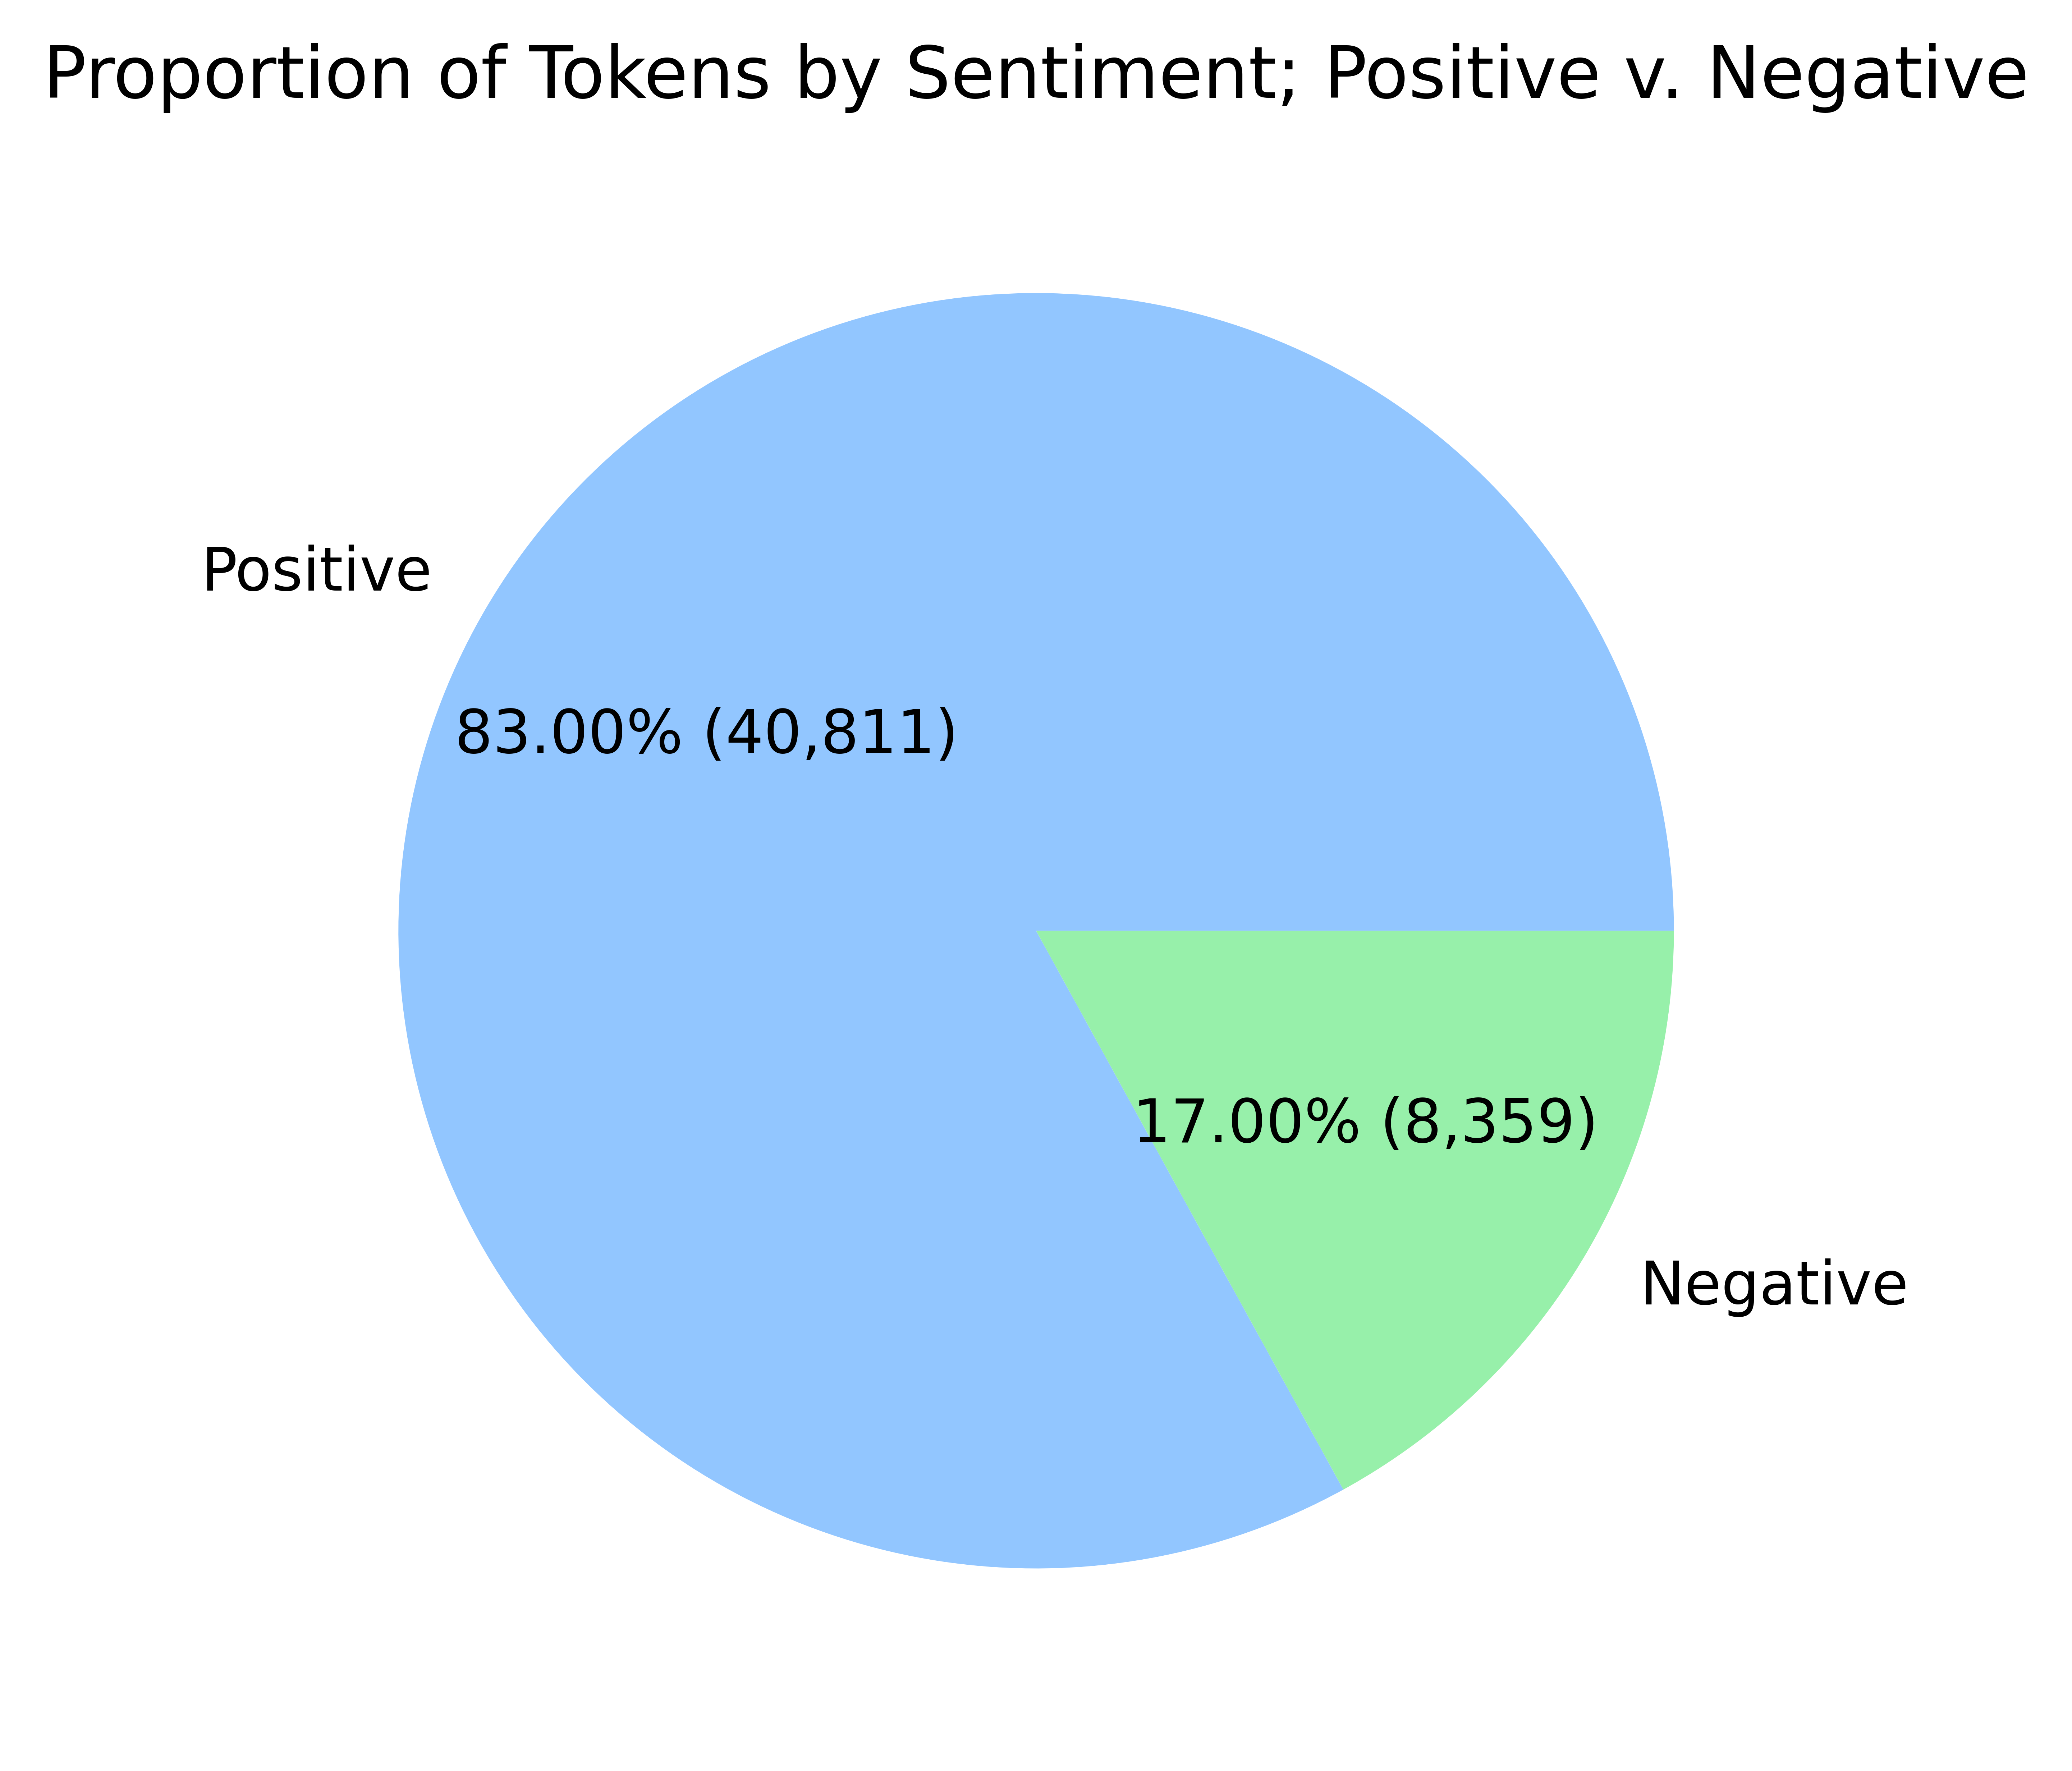 Proportion of Tokens by Sentiment; Positive v. Negative
Positive
83.00% (40,811)
17.00% (8,359)
Negative